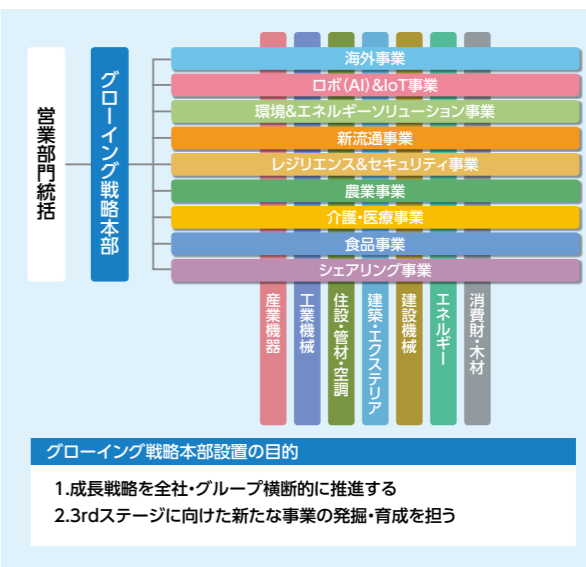 営業部門統括
グローイング戦略本部
海外事業
ロボ(AI)&IoT事業
環境&エネルギーソリューション事業
新流通事業
レジリエンス&セキュリティ事業
農業事業
介護・医療事業
食品事業
シェアリング事業
産業機器
工業機械
住設・管材・空調
建築・エクステリア
建設機械
エネルギー
消費財・木材
グローイング戦略本部設置の目的
1.成長戦略を全社・グループ横断的に推進する
2.3rdステージに向けた新たな事業の発掘・育成を担う